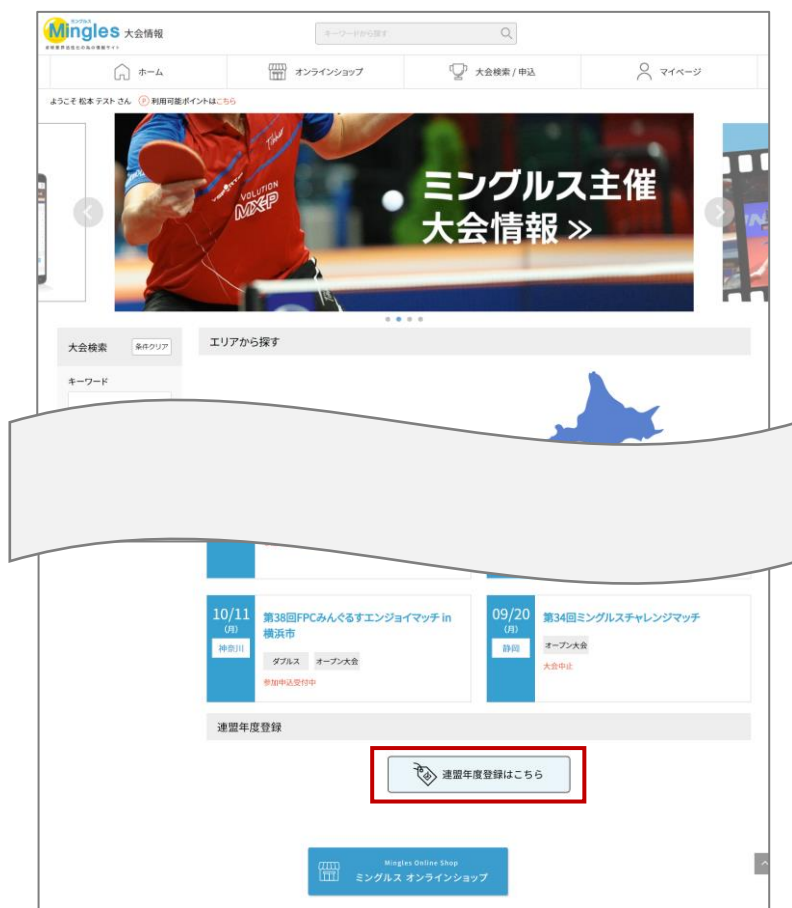 ミングルス
Mingles 大会情報
キーワードから探す
ホーム
オンラインショップ
大会検索 / 申込
マイページ
ようこそ 松本 テスト さん Ⓟ 利用可能ポイントはこちら
Tibhar
VOLUTION
MX-P
ミングルス主催
大会情報 ≫
大会検索
条件クリア
エリアから探す
キーワード
10/11
(月)
神奈川
第38回FPCみんぐるすエンジョイマッチ in
横浜市
ダブルス
オープン大会
参加申込受付中
09/20
(月)
静岡
第34回ミングルスチャレンジマッチ
オープン大会
大会中止
連盟年度登録
連盟年度登録はこちら
Mingles Online Shop
ミングルス オンラインショップ